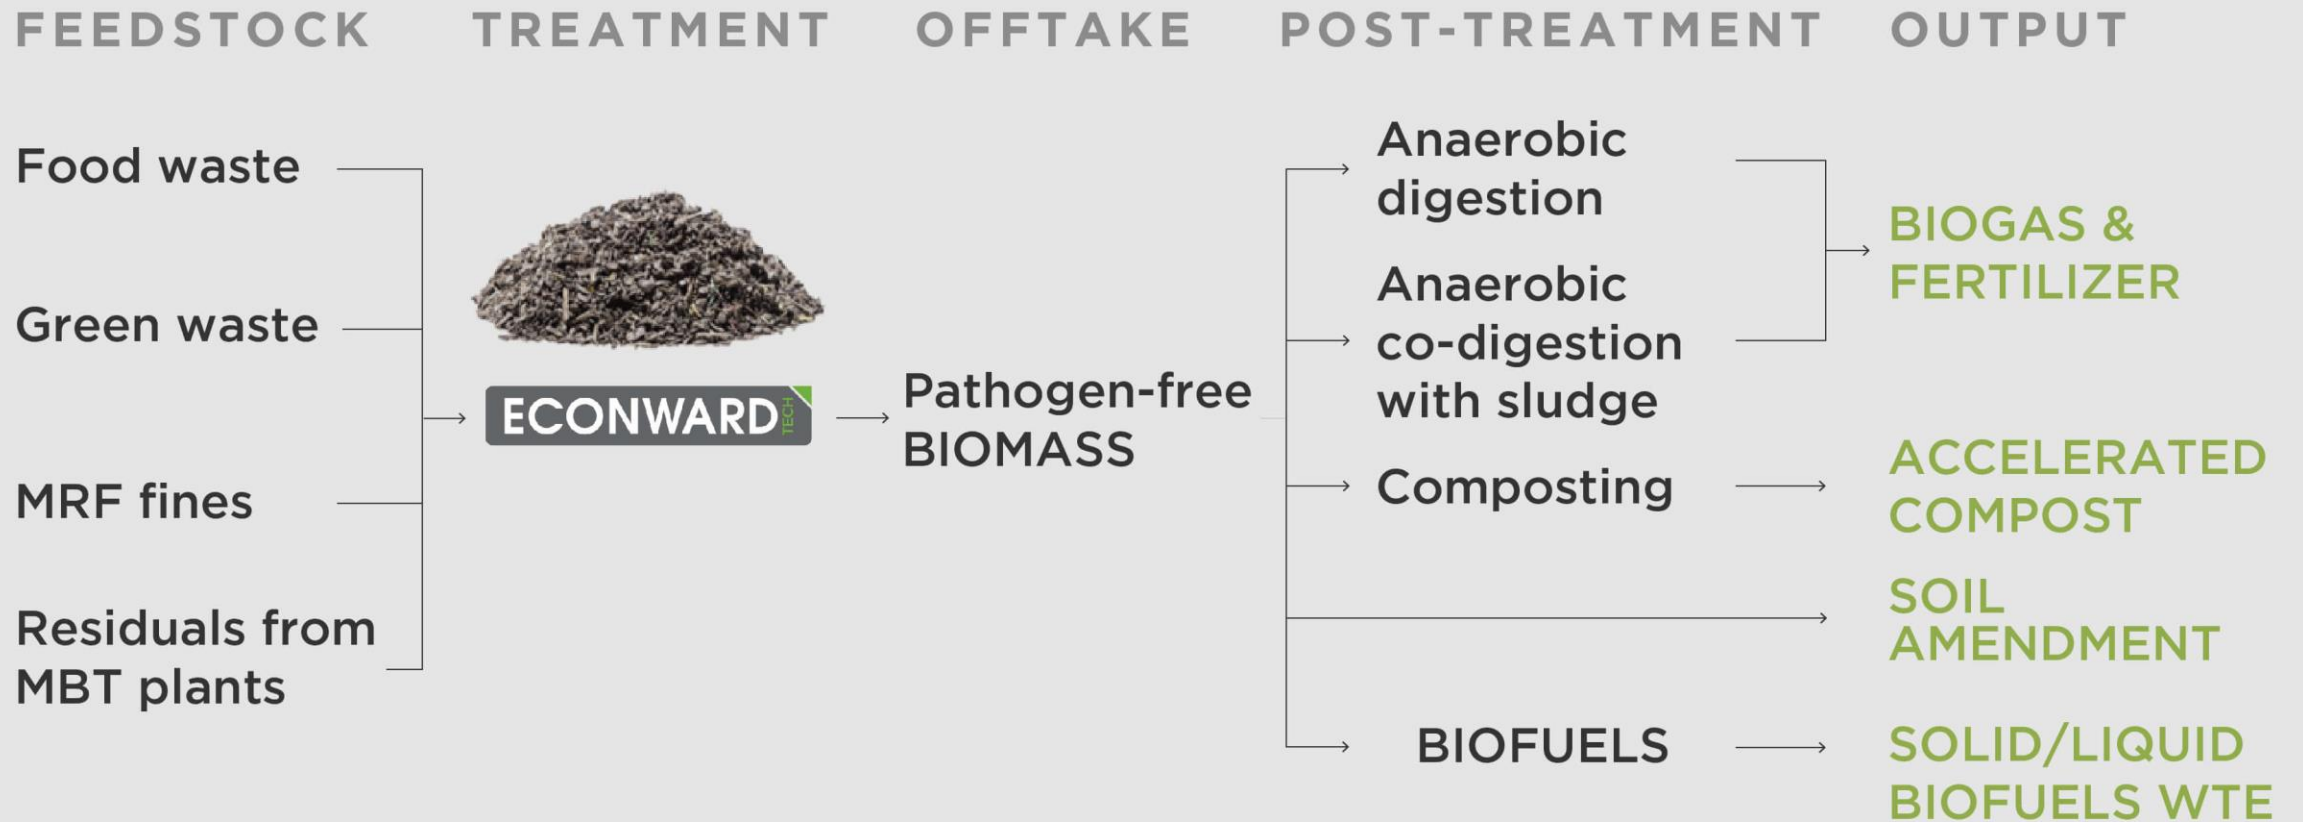 FEEDSTOCK
TREATMENT
OFFTAKE
POST-TREATMENT
OUTPUT
Food waste
Green waste
MRF fines
Residuals from
MBT plants
ECONWARD
TECH
Pathogen-free
BIOMASS
Anaerobic
digestion
Anaerobic
co-digestion
with sludge
Composting
BIOFUELS
BIOGAS &
FERTILIZER
ACCELERATED
COMPOST
SOIL
AMENDMENT
SOLID/LIQUID
BIOFUELS WTE